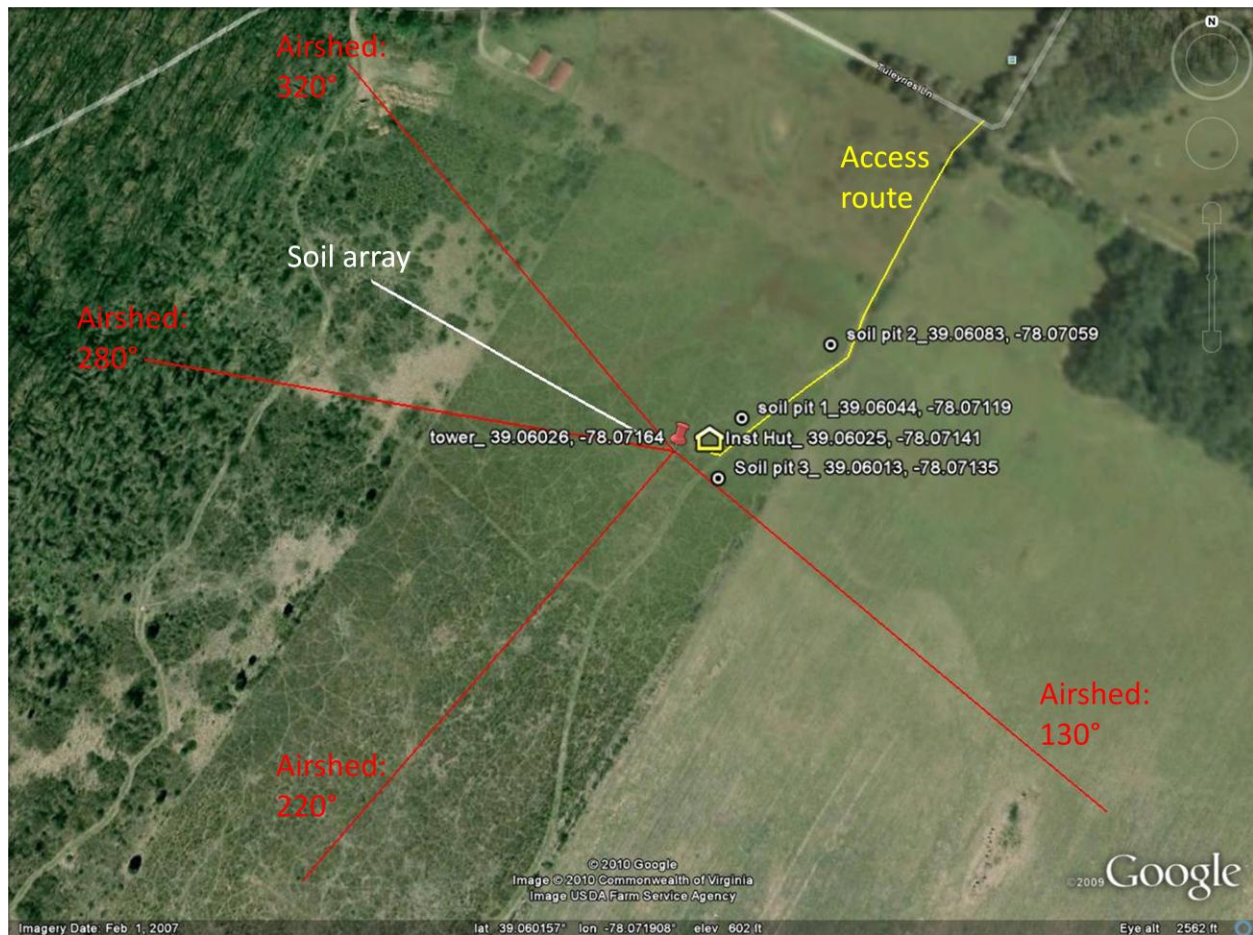 Airshed:
320°
N
Tuleyries Ln
Access
route
Soil array
Airshed:
280°
soil pit 2_39.06083, -78.07059
soil pit 1_39.06044, -78.07119
tower_ 39.06026, -78.07164
Inst Hut_ 39.06025, -78.07141
Soil pit 3_ 39.06013, -78.07135
Airshed:
130°
Airshed:
220°
© 2010 Google
Image © 2010 Commonwealth of Virginia
Image USDA Farm Service Agency
©2009 Google
Imagery Date: Feb 1, 2007
lat 39.060157° lon -78.071908° elev 602 ft
Eye alt 2562 ft